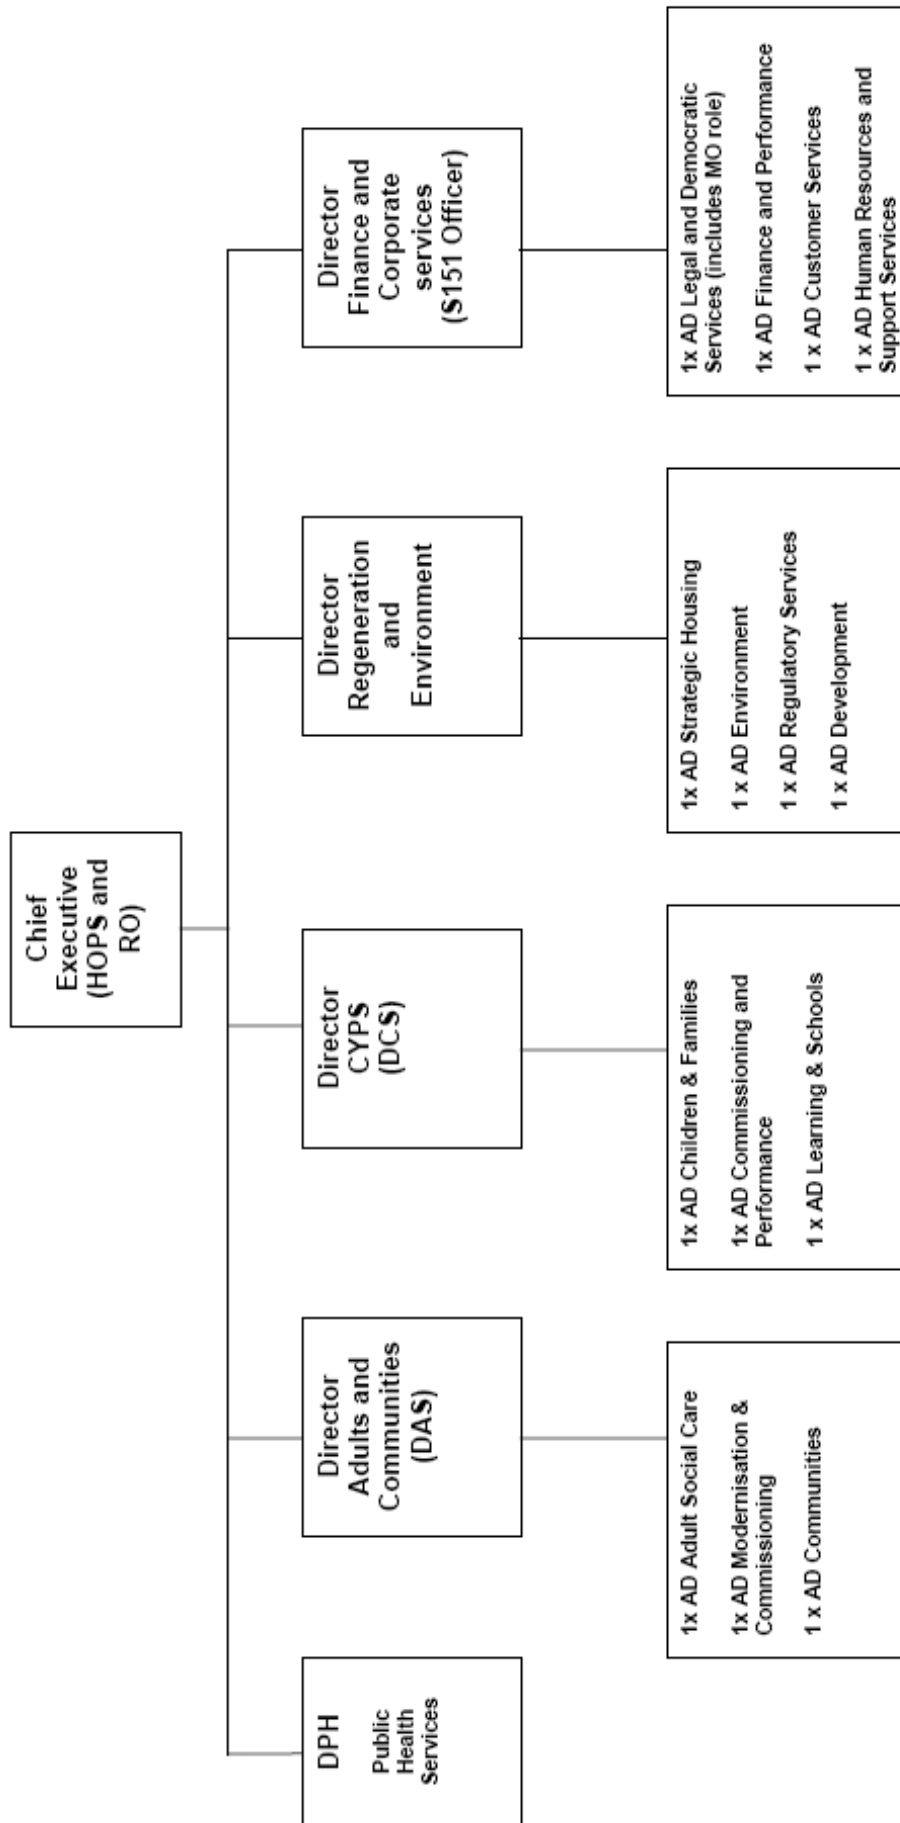 Chief
Executive
(HOPS and
RO)
DPH
Public
Health
Services
Director
Adults and
Communities
(DAS)
Director
CYPS
(DCS)
Director
Regeneration
and
Environment
Director
Finance and
Corporate
services
(S151 Officer)
1x AD Adult Social Care
1x AD Modernisation &
Commissioning
1 x AD Communities
1x AD Children & Families
1x AD Commissioning and
Performance
1 x AD Learning & Schools
1x AD Strategic Housing
1 x AD Environment
1 x AD Regulatory Services
1 x AD Development
1x AD Legal and Democratic
Services (includes MO role)
1x AD Finance and Performance
1 x AD Customer Services
1 x AD Human Resources and
Support Services